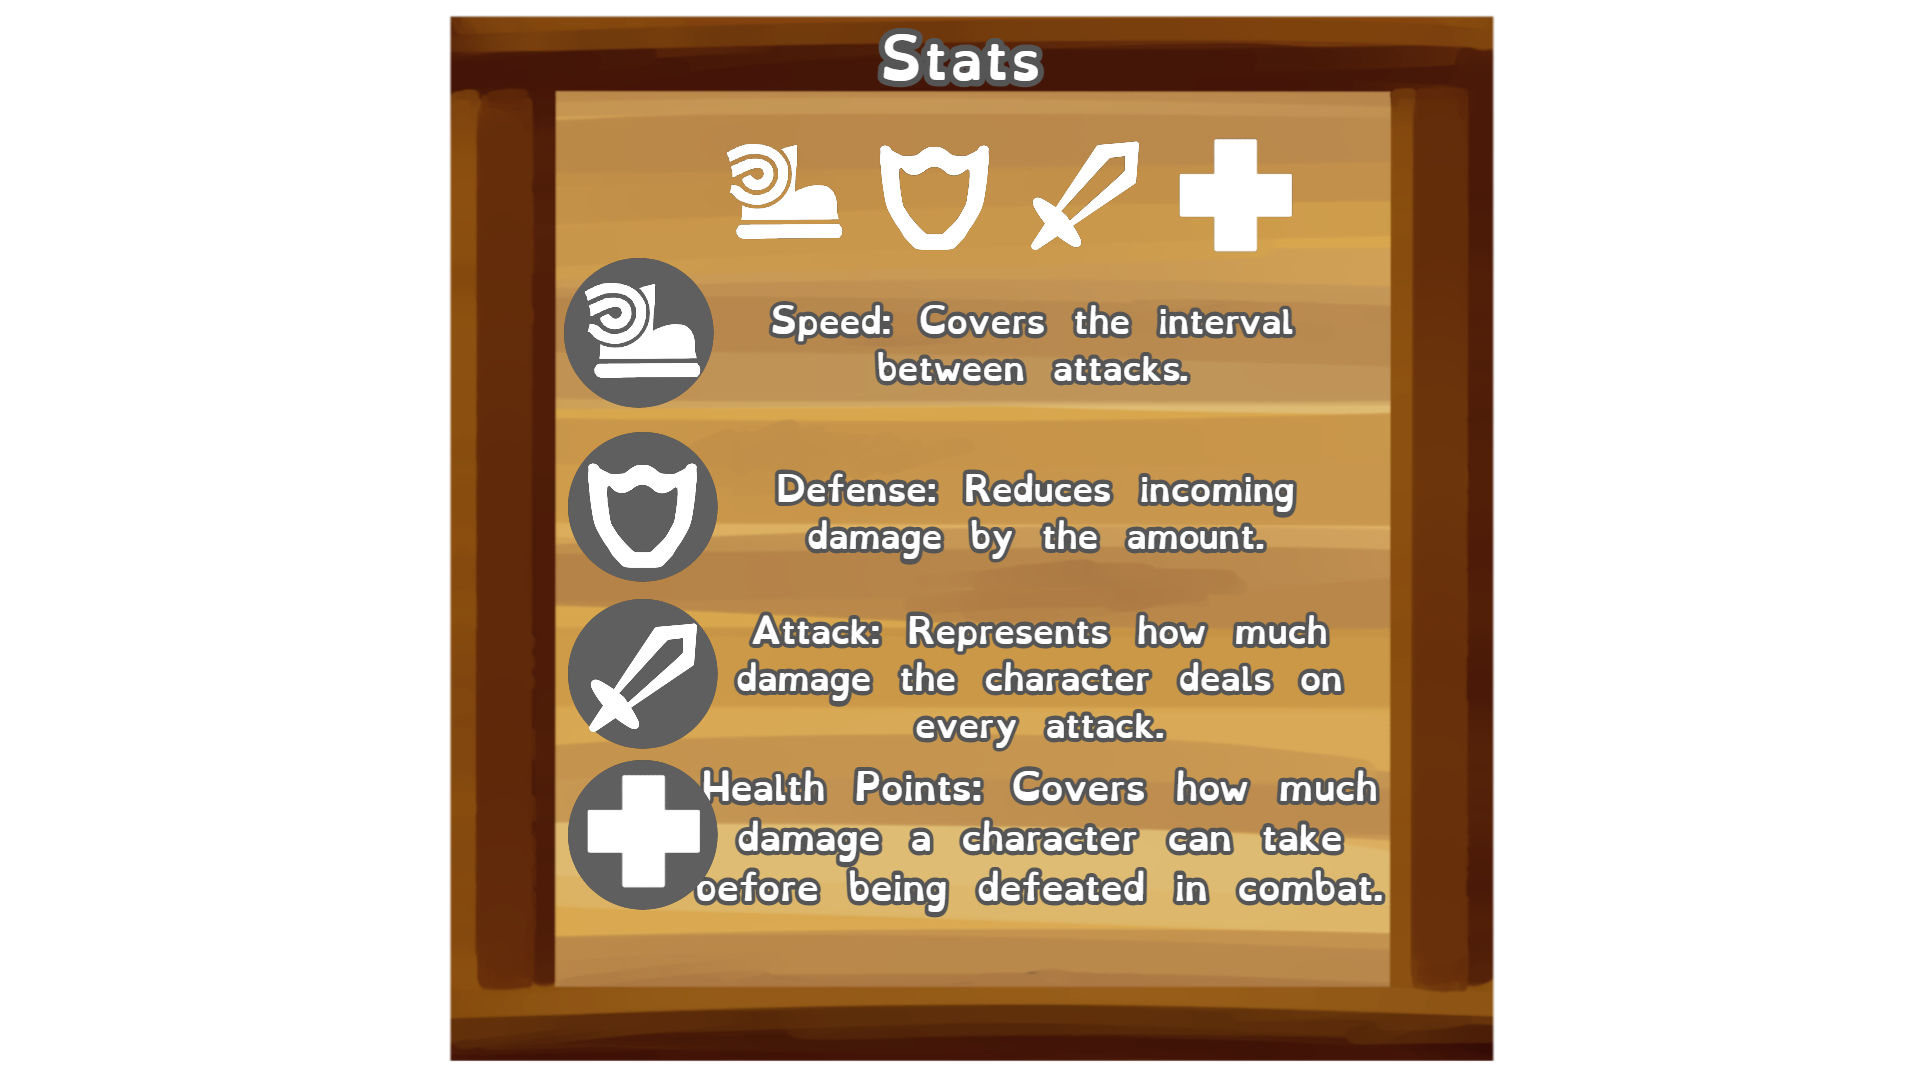 Stats
Speed: Covers the interval
between attacks.
Defense: Reduces incoming
damage by the amount.
Attack: Represents how much
damage the character deals on
every attack.
Health Points: Covers how much
damage a character can take
before being defeated in combat.